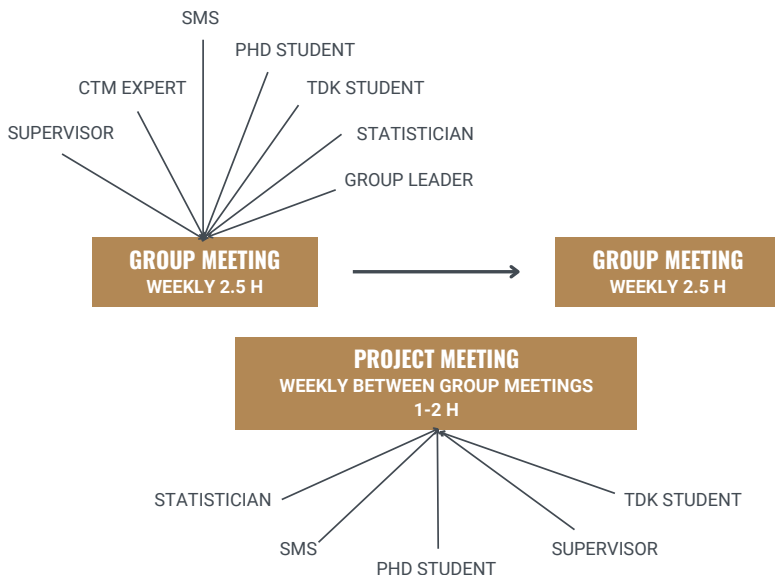 SMS
PHD STUDENT
CTM EXPERT
TDK STUDENT
SUPERVISOR
STATISTICIAN
GROUP LEADER
GROUP MEETING
WEEKLY 2.5 H
GROUP MEETING
WEEKLY 2.5 H
PROJECT MEETING
WEEKLY BETWEEN GROUP MEETINGS
1-2 H
STATISTICIAN
TDK STUDENT
SMS
SUPERVISOR
PHD STUDENT